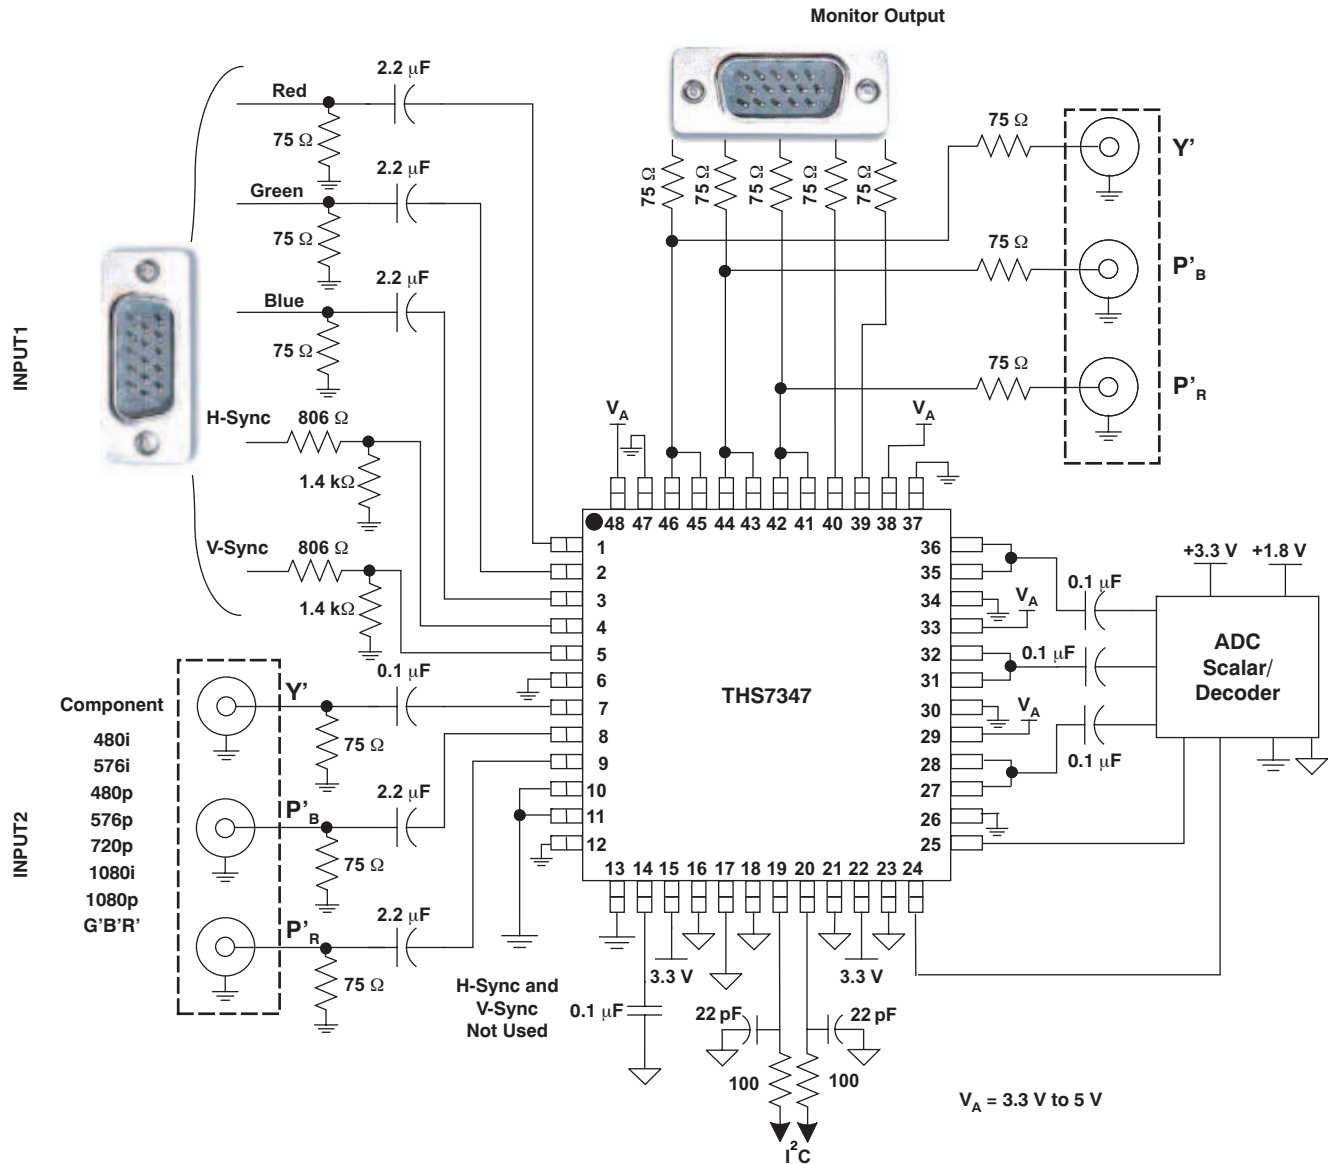 Monitor Output
2.2 µF
Red
75 Ω
2.2 µF
Green
75 Ω
2.2 µF
Blue
75 Ω
INPUT1
H-Sync
806 Ω
1.4 kΩ
V-Sync
806 Ω
1.4 kΩ
75 Ω
75 Ω
75 Ω
75 Ω
75 Ω
75 Ω
Y'
75 Ω
P'B
75 Ω
P'R
VA
VA
48 47 46 45 44 43 42 41 40 39 38 37
1
2
3
4
5
6
7
8
9
10
11
12
THS7347
36
35
34
33
32
31
30
29
28
27
26
25
13 14 15 16 17 18 19 20 21 22 23 24
VA
VA
0.1 µF
0.1 µF
0.1 µF
+3.3 V
+1.8 V
ADC
Scalar/
Decoder
INPUT2
Component
480i
576i
480p
576p
720p
1080i
1080p
G'B'R'
Y'
0.1 µF
75 Ω
P'B
2.2 µF
75 Ω
P'R
2.2 µF
75 Ω
H-Sync and
V-Sync
Not Used
0.1 µF
3.3 V
3.3 V
22 pF
22 pF
100
100
I2C
VA = 3.3 V to 5 V